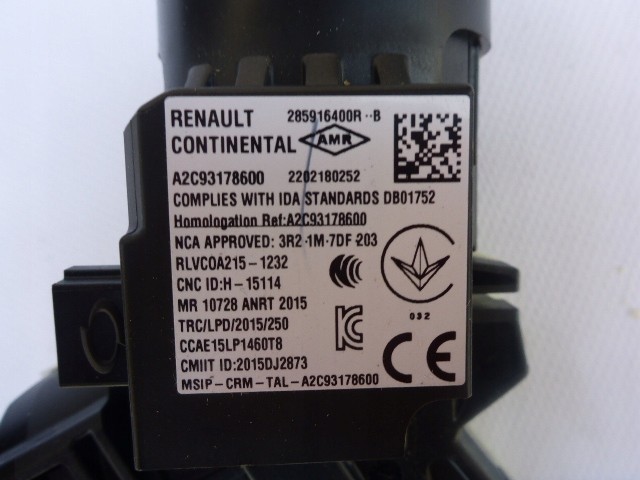 RENAULT 285916400R--B
CONTINENTAL AMR
A2C93178600 2202180252
COMPLIES WITH IDA STANDARDS DB01752
Homologation Ref:A2C93178600
NCA APPROVED: 3R2-1M-7DF-203
RLVCOA215-1232
CNC ID:H-15114
MR 10728 ANRT 2015
032
TRC/LPD/2015/250
CCAE15LP1460T8
CMIIT ID:2015DJ2873
CE
MSIP-CRM-TAL-A2C93178600